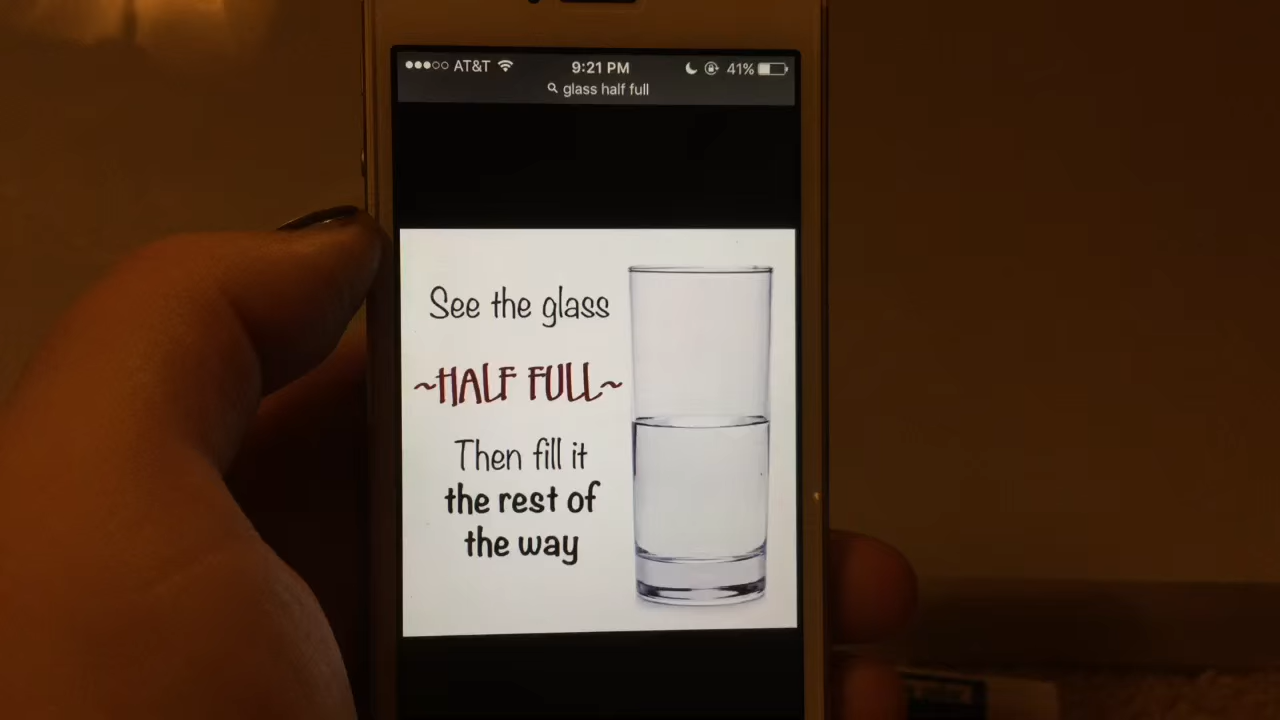 AT&T 9:21 PM 41%
glass half full
See the glass
~HALF FULL~
Then fill it
the rest of
the way